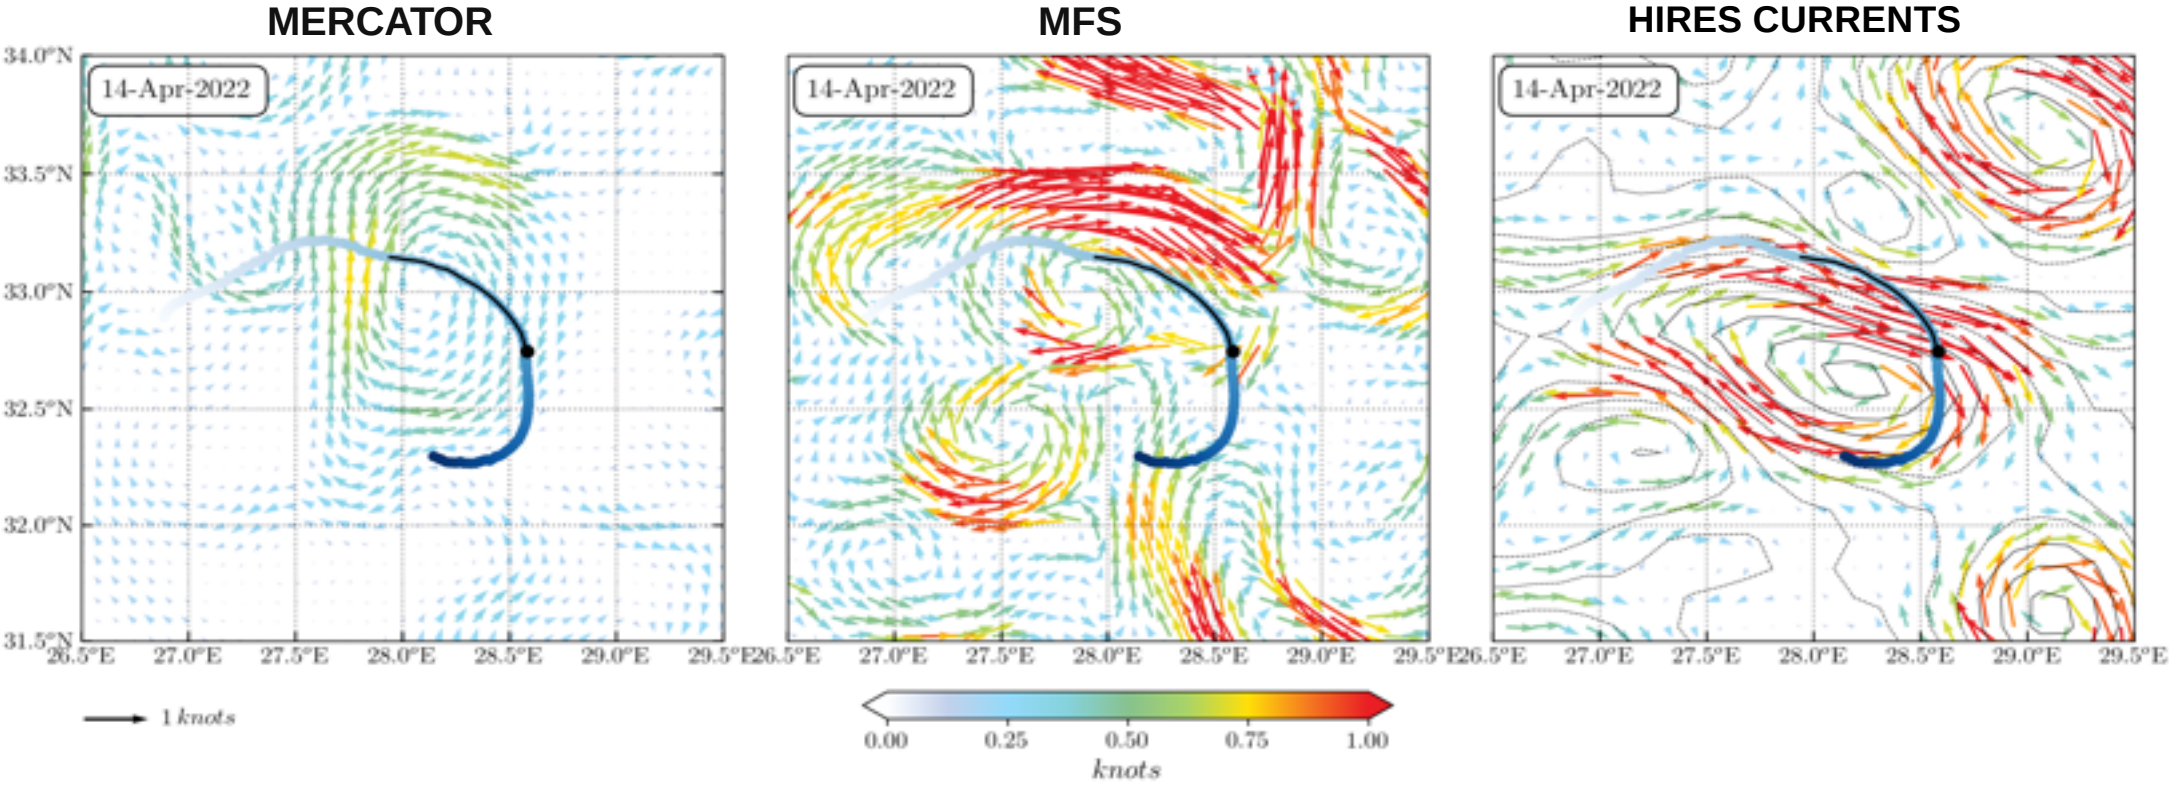 MERCATOR MFS HIRES CURRENTS
14-Apr-2022 14-Apr-2022 14-Apr-2022
34.0°N
33.5°N
33.0°N
32.5°N
32.0°N
31.5°N
26.5°E 27.0°E 27.5°E 28.0°E 28.5°E 29.0°E 29.5°E 26.5°E 27.0°E 27.5°E 28.0°E 28.5°E 29.0°E 29.5°E 26.5°E 27.0°E 27.5°E 28.0°E 28.5°E 29.0°E 29.5°E
1 knots
0.00 0.25 0.50 0.75 1.00
knots